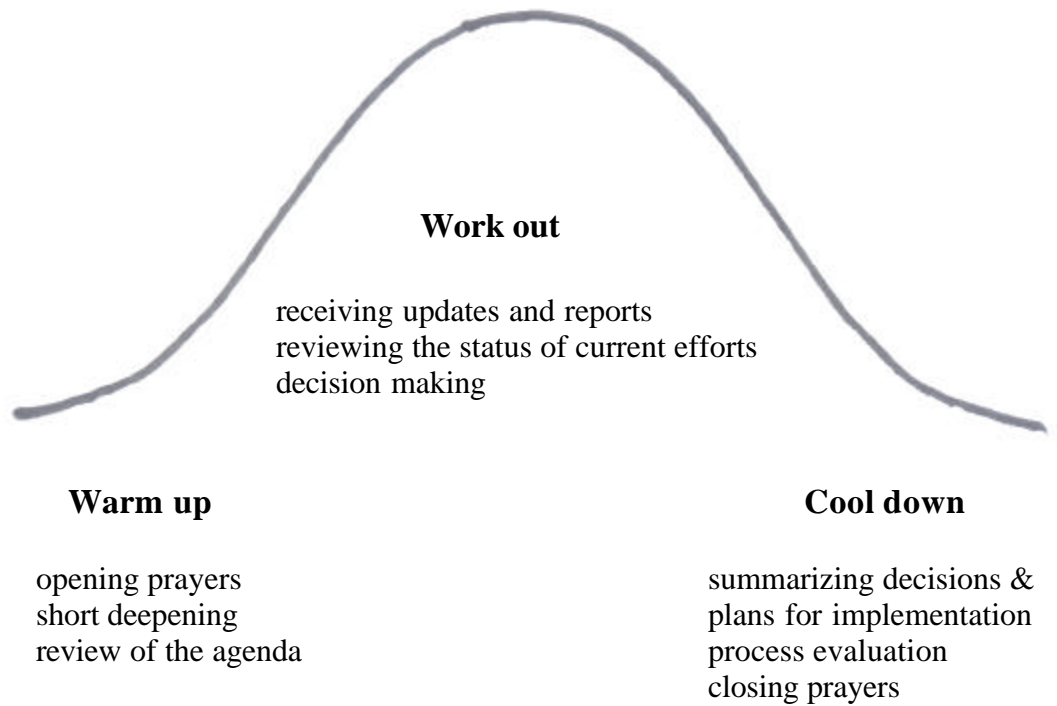 Work out
receiving updates and reports
reviewing the status of current efforts
decision making
Warm up
opening prayers
short deepening
review of the agenda
Cool down
summarizing decisions &
plans for implementation
process evaluation
closing prayers